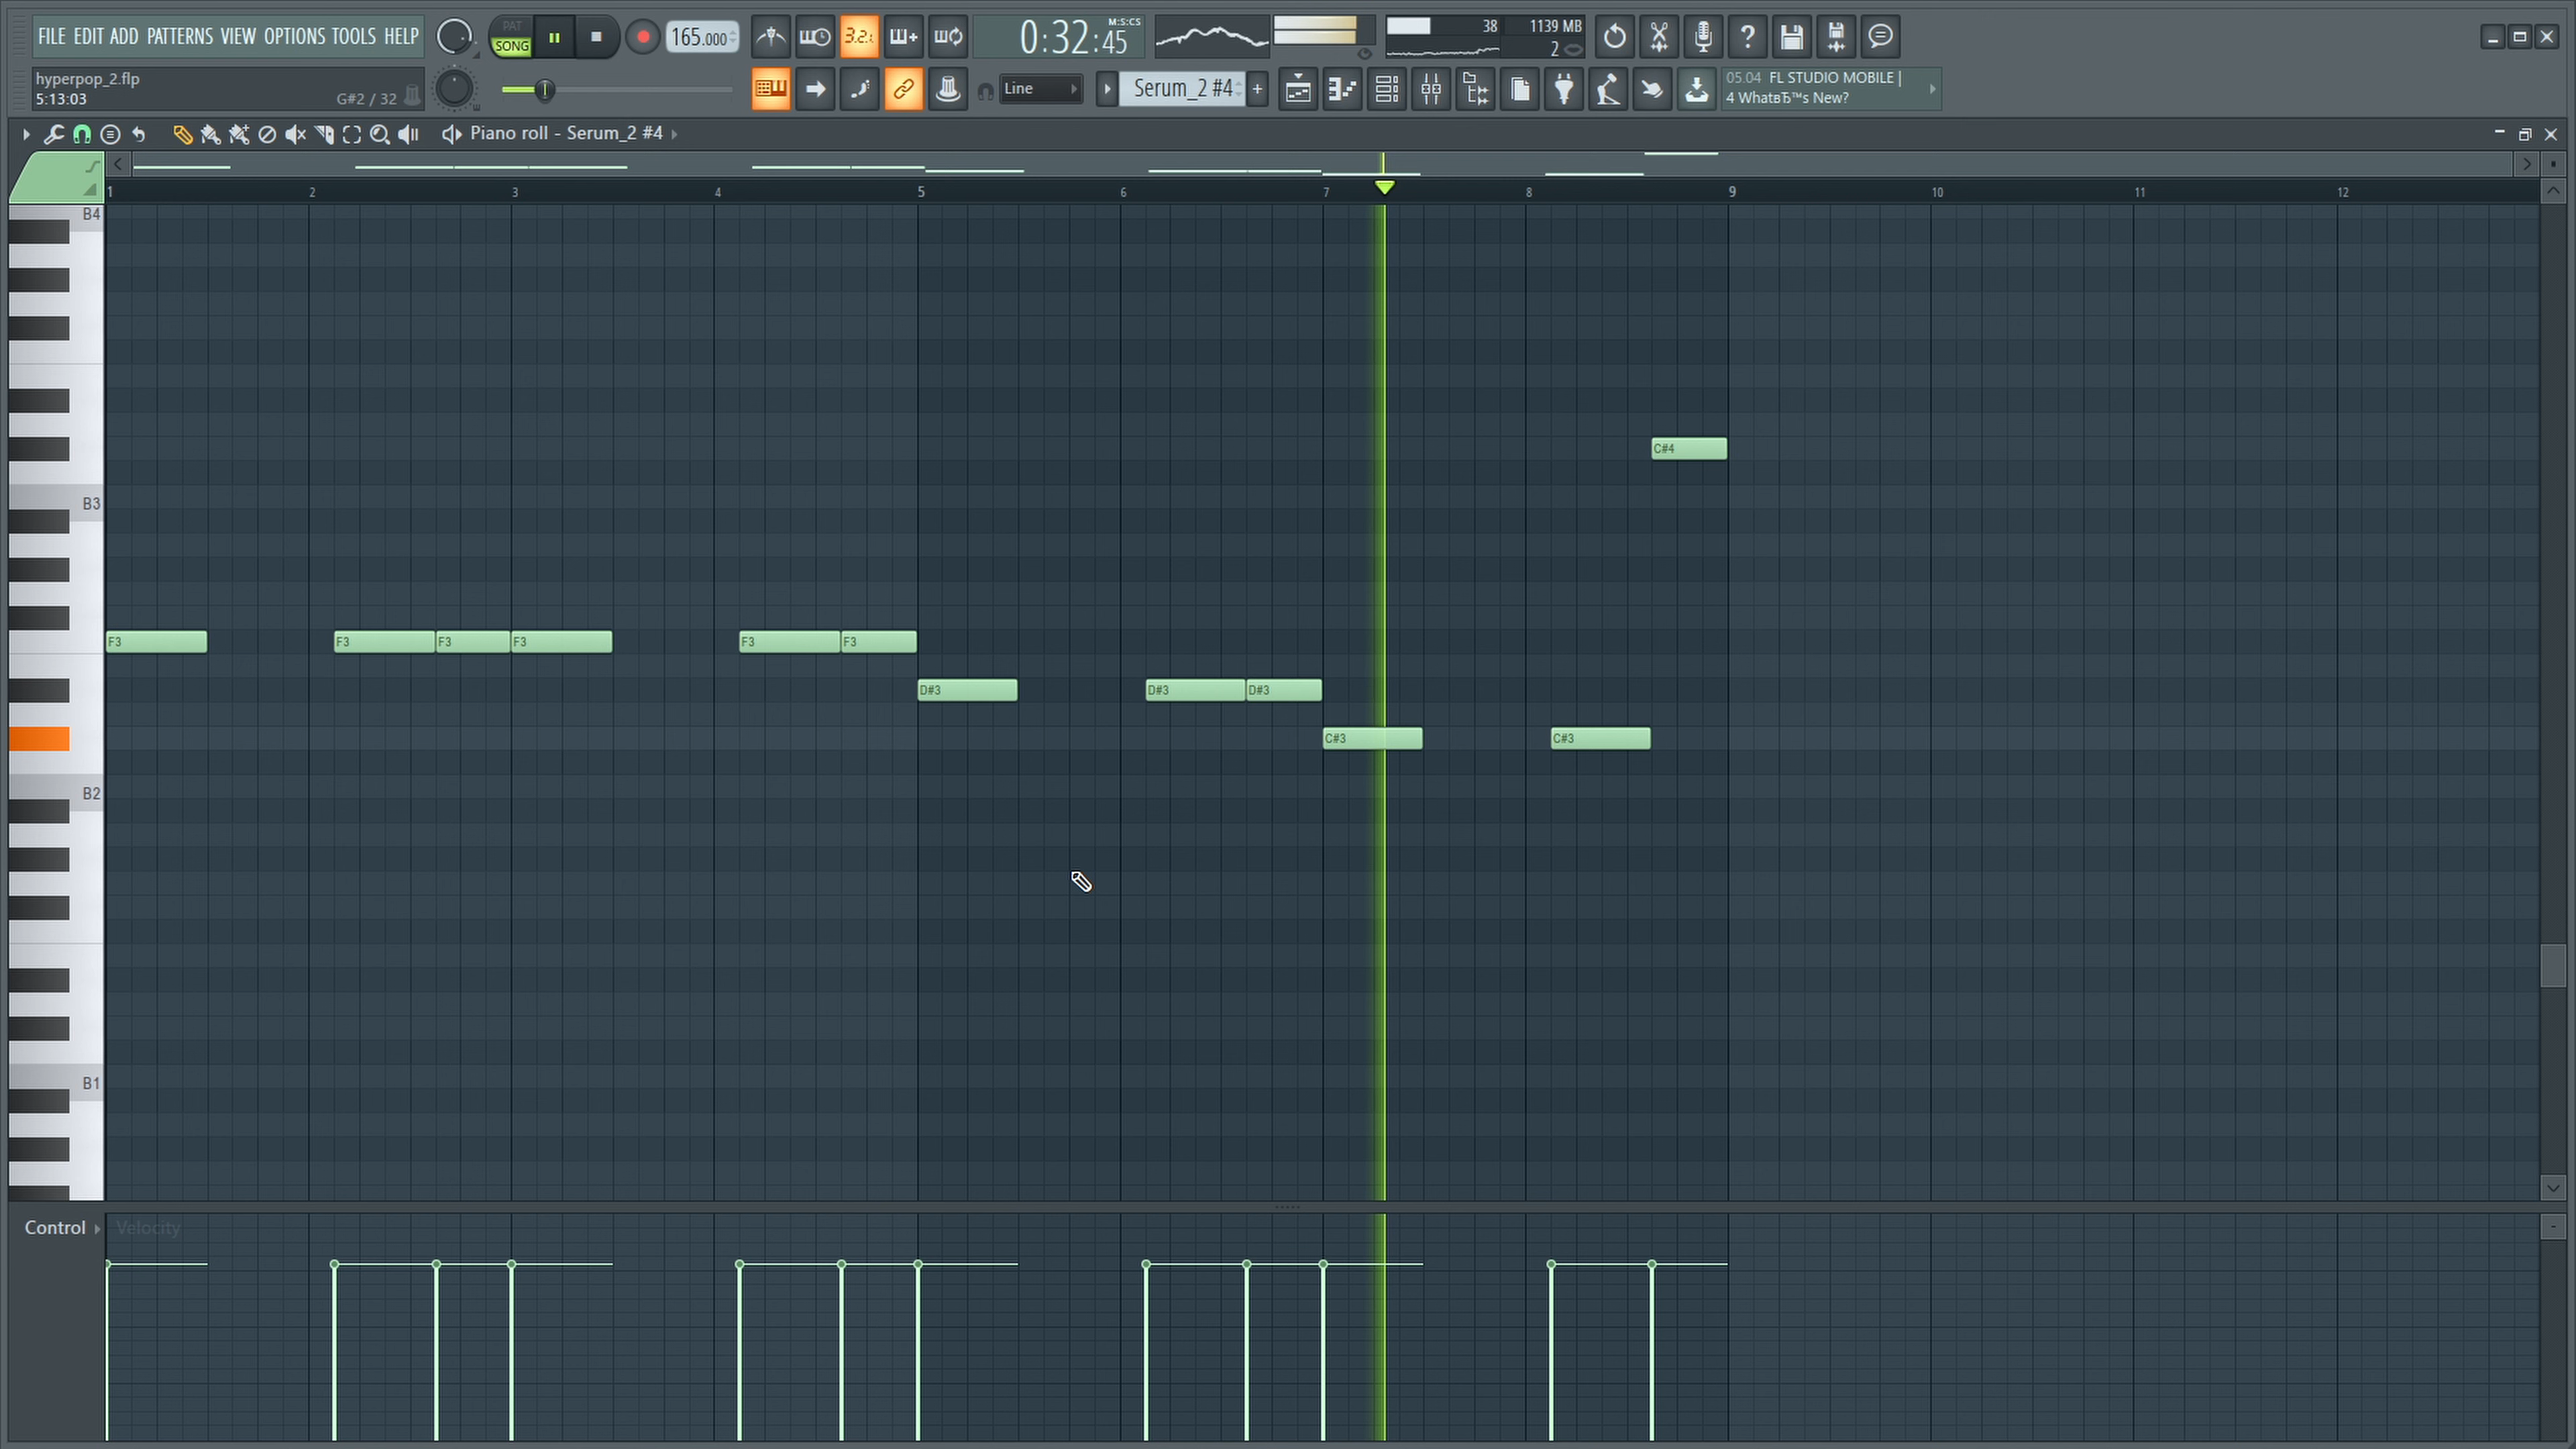 FILE EDIT ADD PATTERNS VIEW OPTIONS TOOLS HELP
PAT
SONG
165.000
3.2.
0:32:45
M:S:CS
38
1139 MB
2
hyperpop_2.flp
5:13:03
G#2 / 32
Line
Serum_2 #4
+
05.04 FL STUDIO MOBILE |
4 WhatвЂ™s New?
Piano roll - Serum_2 #4
1 2 3 4 5 6 7 8 9 10 11 12
B4
C#4
B3
F3 F3 F3 F3 F3 F3
D#3 D#3 D#3
C#3 C#3
B2
B1
Control
Velocity